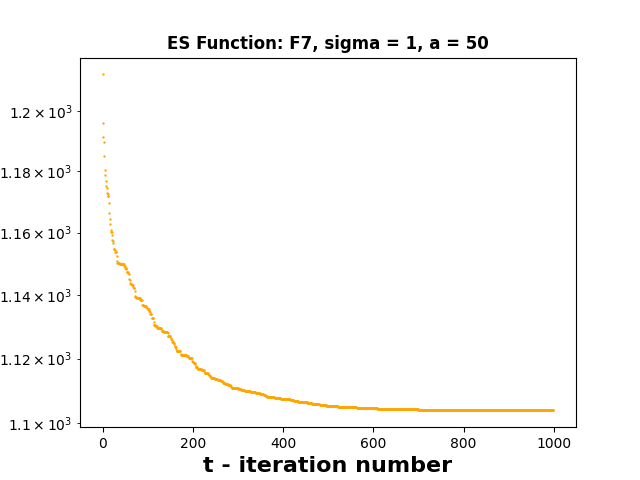 ES Function: F7, sigma = 1, a = 50
1.2 × 10³
1.18 × 10³
1.16 × 10³
1.14 × 10³
1.12 × 10³
1.1 × 10³
0 200 400 600 800 1000
t - iteration number